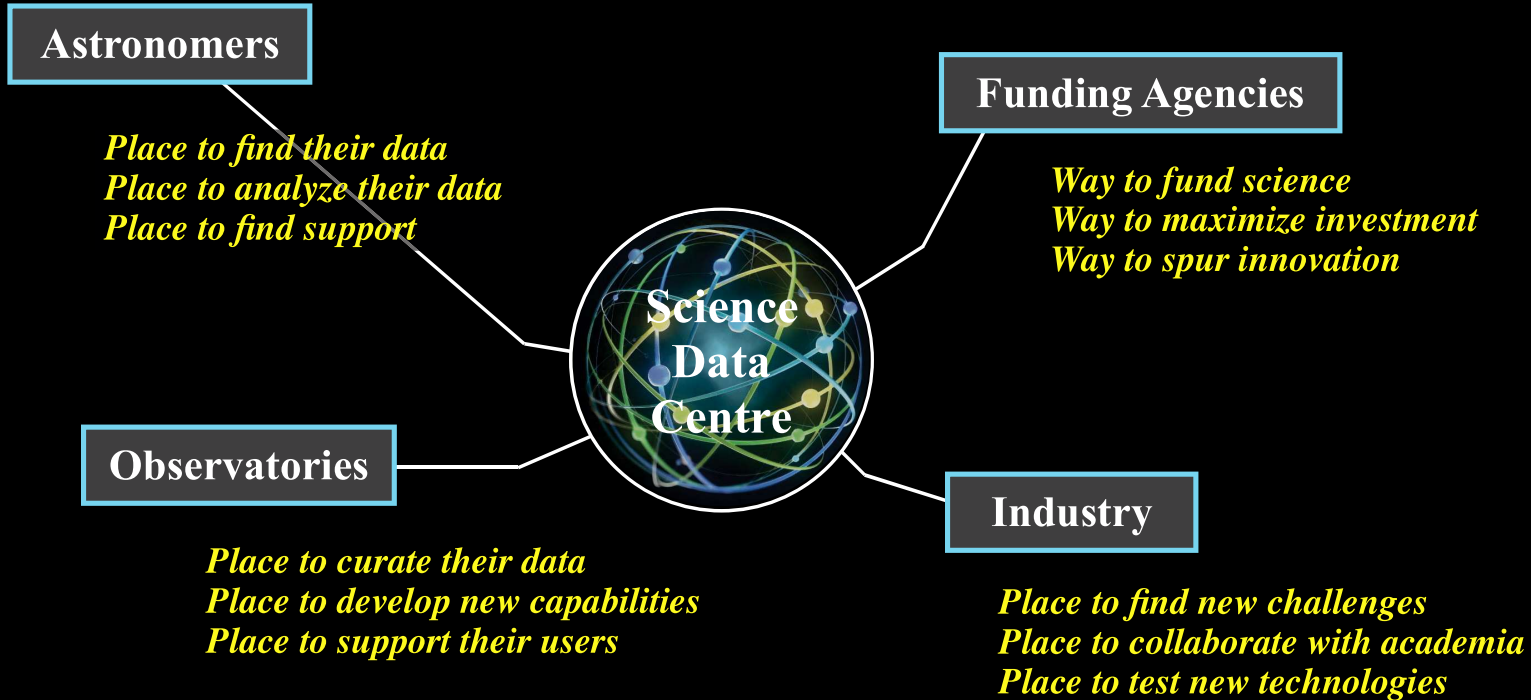 Astronomers
Place to find their data
Place to analyze their data
Place to find support
Funding Agencies
Way to fund science
Way to maximize investment
Way to spur innovation
Science
Data
Centre
Observatories
Place to curate their data
Place to develop new capabilities
Place to support their users
Industry
Place to find new challenges
Place to collaborate with academia
Place to test new technologies